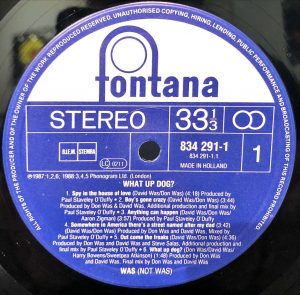 ALL RIGHTS OF THE PRODUCER AND OF THE OWNER OF THE WORK REPRODUCED RESERVED. UNAUTHORISED COPYING, HIRING, LENDING, PUBLIC PERFORMANCE AND BROADCASTING OF THIS RECORD PROHIBITED
fontana
STEREO 33 1/3
B.I.E.M. STEMRA LC 0211 834 291-1 1
834 291-1.1
MADE IN HOLLAND
℗1987:1,2,6; 1988:3,4,5 Phonogram Ltd. (London)
WHAT UP DOG?
1. Spy in the house of love (David Was/Don Was) (4:18) Produced by
Paul Staveley O'Duffy • 2. Boy's gone crazy (David Was/Don Was) (3:44)
Produced by Don Was & David Was, Additional production and final mix by
Paul Staveley O'Duffy • 3. Anything can happen (David Was/Don Was/
Aaron Zigman) (3:57) Produced by Paul Staveley O'Duffy
4. Somewhere in America there's a street named after my dad (3:42)
(David Was/Don Was) Produced by Don Was and David Was, Mixed by
Paul Staveley O'Duffy • 5. Out come the freaks (David Was/Don Was) (4:36)
Produced by Don Was and David Was and Steve Salas, Additional production and
final mix by Paul Staveley O'Duffy • 6. What up dog? (David Was/Don Was/
Harry Bowens/Sweetpea Atkinson) (1:48) Produced by Don Was
and David Was, Final mix by Don Was and David Was
WAS (NOT WAS)